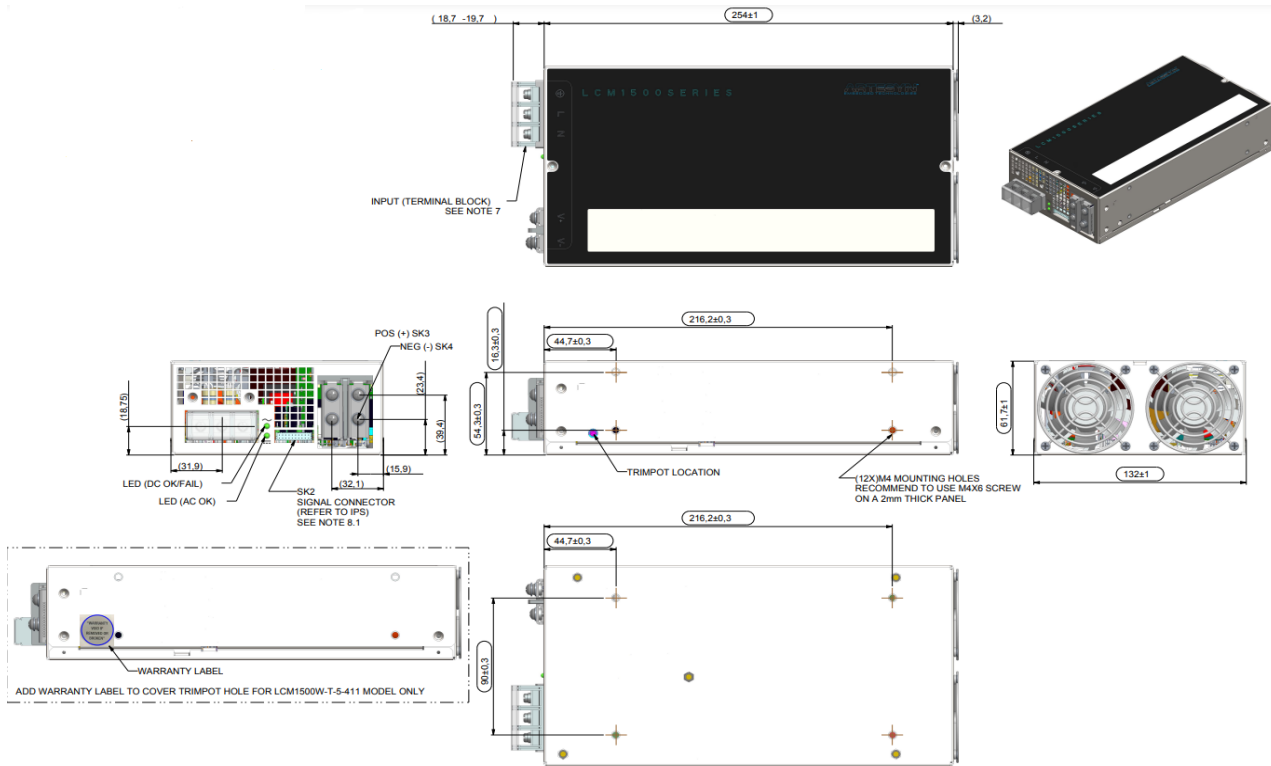 ( 18,7 -19,7 )
254±1
(3,2)
L C M 1 5 0 0 S E R I E S
L
N
V+
V-
INPUT (TERMINAL BLOCK)
SEE NOTE 7
POS (+) SK3
NEG (-) SK4
(18,75)
(23,4)
(39,4)
(31,9)
(15,9)
(32,1)
LED (DC OK/FAIL)
LED (AC OK)
SK2
SIGNAL CONNECTOR
(REFER TO IPS)
SEE NOTE 8.1
216,2±0,3
44,7±0,3
16,3±0,3
54,3±0,3
TRIMPOT LOCATION
(12X)M4 MOUNTING HOLES
RECOMMEND TO USE M4X6 SCREW
ON A 2mm THICK PANEL
61,7±1
132±1
216,2±0,3
44,7±0,3
90±0,3
WARRANTY LABEL
ADD WARRANTY LABEL TO COVER TRIMPOT HOLE FOR LCM1500W-T-5-411 MODEL ONLY